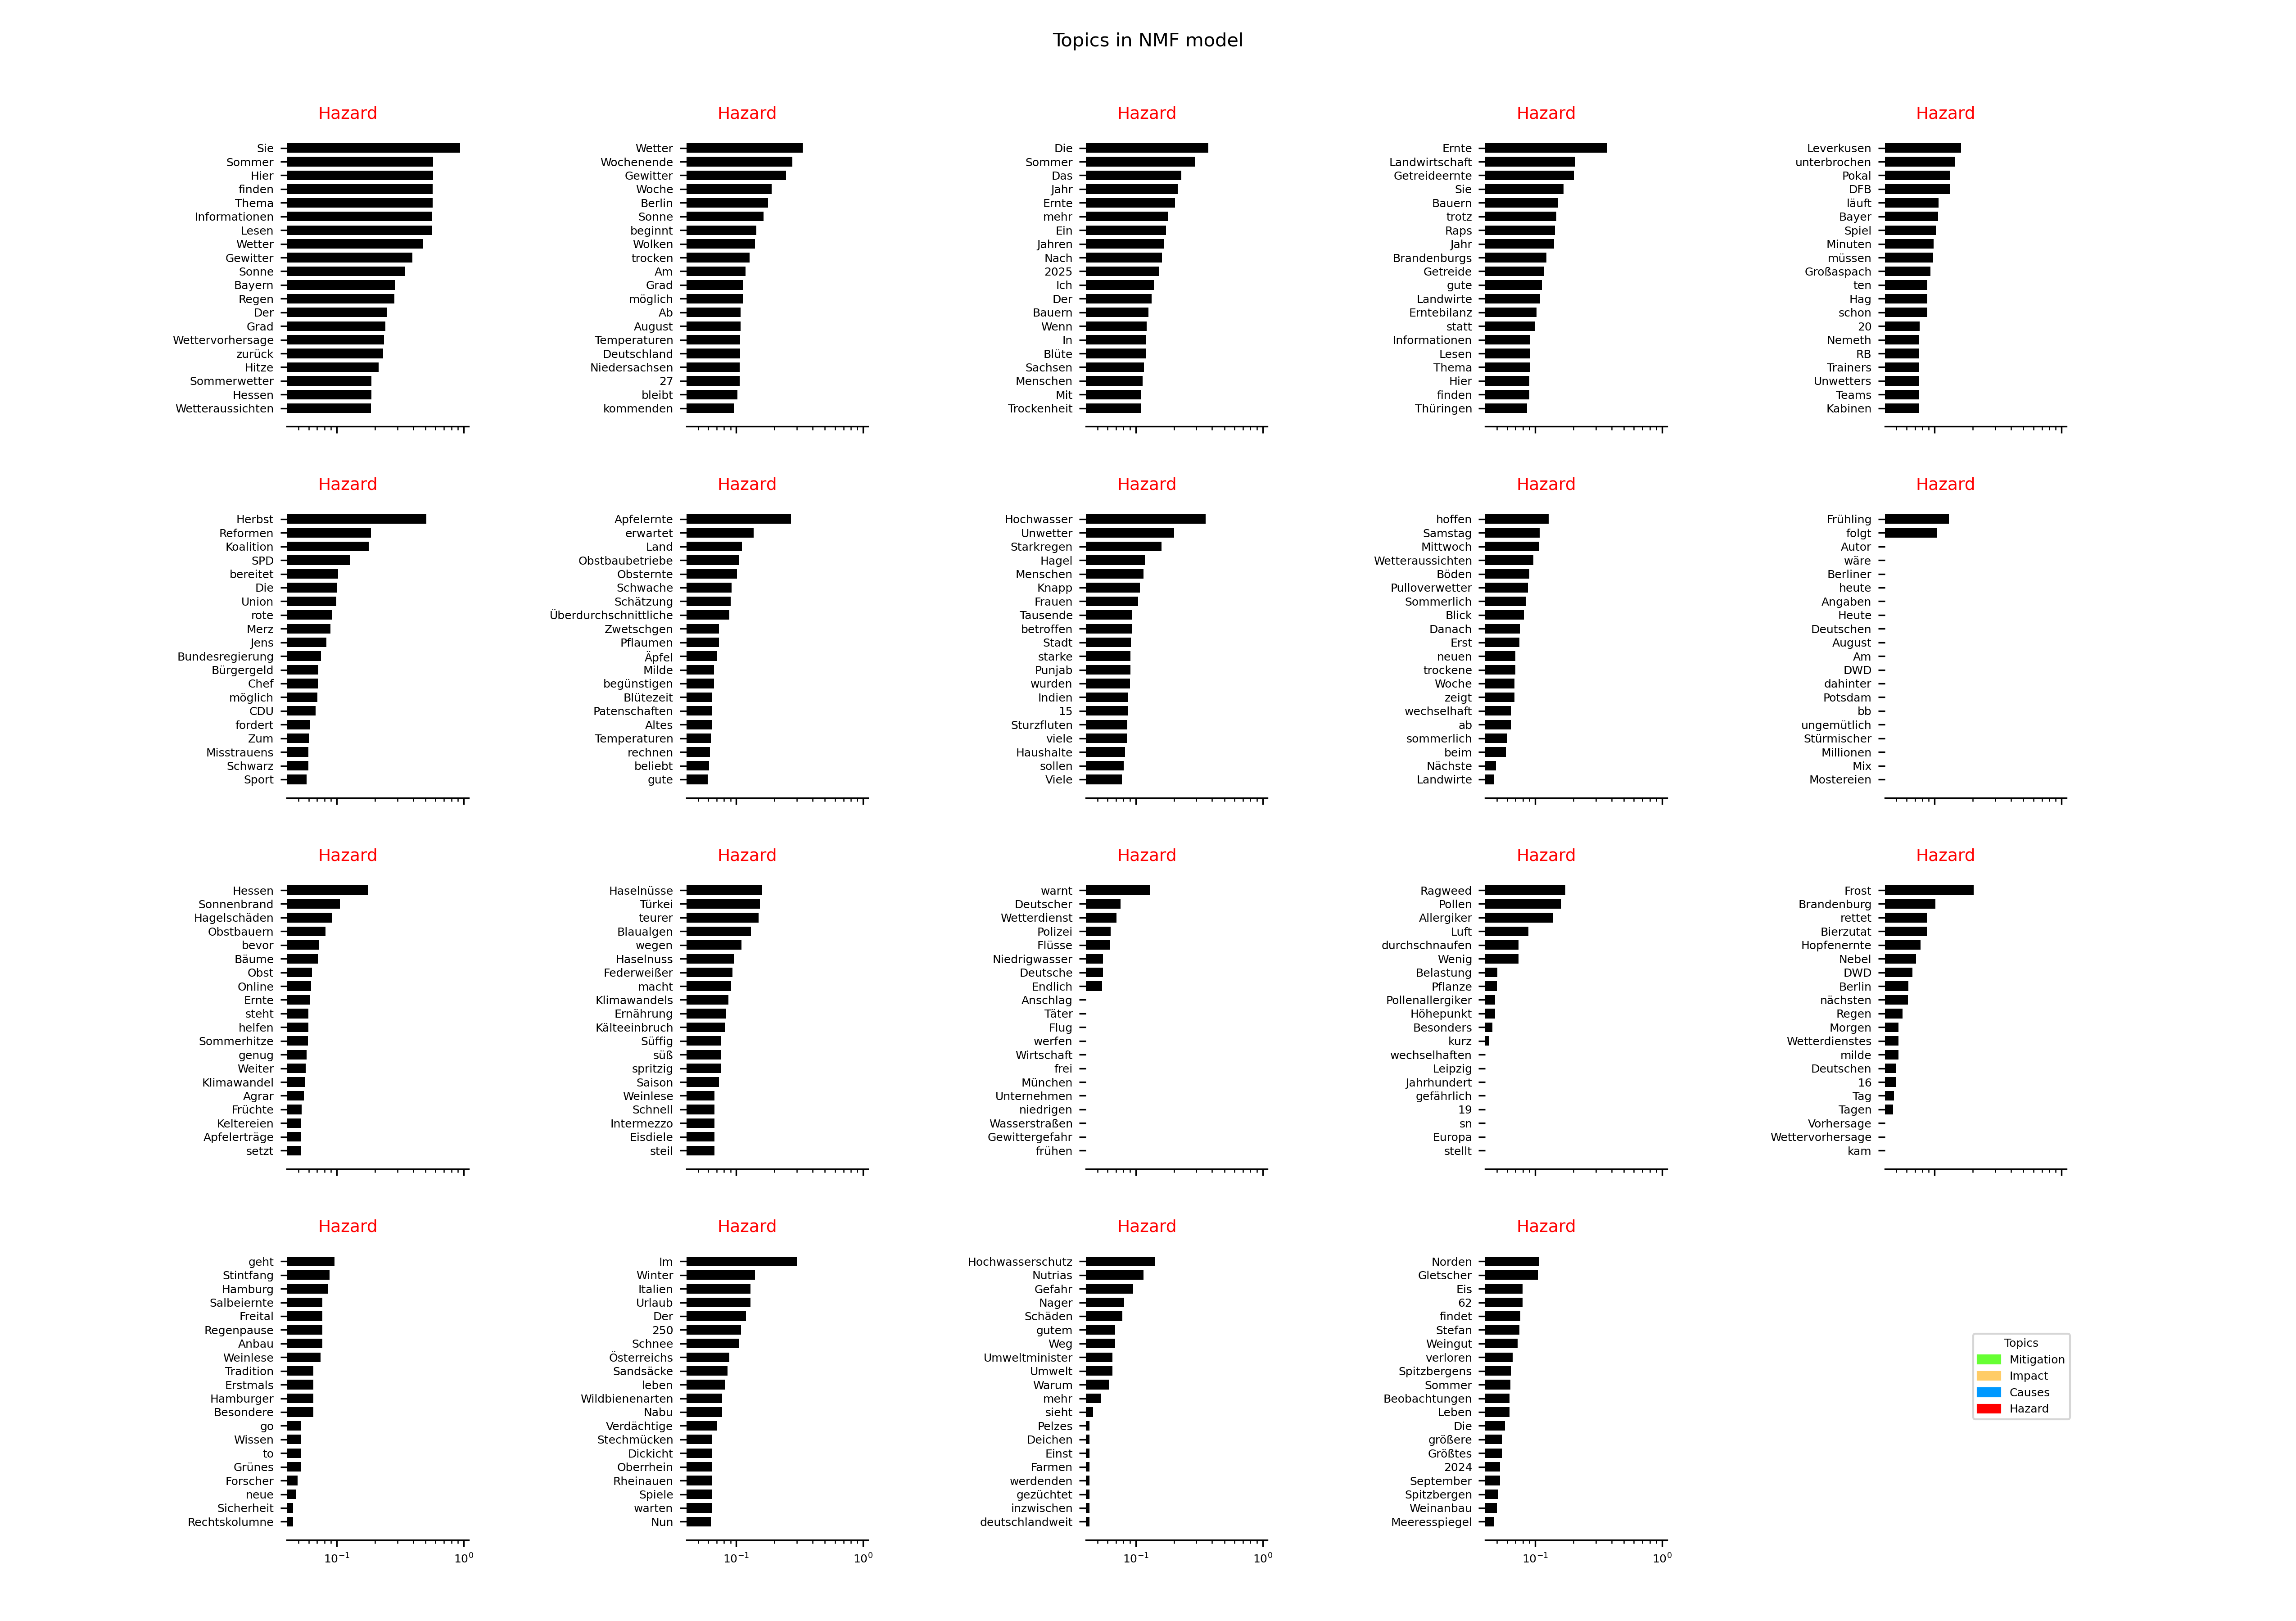 Topics in NMF model
Hazard
Sie
Sommer
Hier
finden
Thema
Informationen
Lesen
Wetter
Gewitter
Sonne
Bayern
Regen
Der
Grad
Wettervorhersage
zurück
Hitze
Sommerwetter
Hessen
Wetteraussichten
Hazard
Wetter
Wochenende
Gewitter
Woche
Berlin
Sonne
beginnt
Wolken
trocken
Am
Grad
möglich
Ab
August
Temperaturen
Deutschland
Niedersachsen
27
bleibt
kommenden
Hazard
Die
Sommer
Das
Jahr
Ernte
mehr
Ein
Jahren
Nach
2025
Ich
Der
Bauern
Wenn
In
Blüte
Sachsen
Menschen
Mit
Trockenheit
Hazard
Ernte
Landwirtschaft
Getreideernte
Sie
Bauern
trotz
Raps
Jahr
Brandenburgs
Getreide
gute
Landwirte
Erntebilanz
statt
Informationen
Lesen
Thema
Hier
finden
Thüringen
Hazard
Leverkusen
unterbrochen
Pokal
DFB
läuft
Bayer
Spiel
Minuten
müssen
Großaspach
ten
Hag
schon
20
Nemeth
RB
Trainers
Unwetters
Teams
Kabinen
Hazard
Herbst
Reformen
Koalition
SPD
bereitet
Die
Union
rote
Merz
Jens
Bundesregierung
Bürgergeld
Chef
möglich
CDU
fordert
Zum
Misstrauens
Schwarz
Sport
Hazard
Apfelernte
erwartet
Land
Obstbaubetriebe
Obsternte
Schwache
Schätzung
Überdurchschnittliche
Zwetschgen
Pflaumen
Äpfel
Milde
begünstigen
Blütezeit
Patenschaften
Altes
Temperaturen
rechnen
beliebt
gute
Hazard
Hochwasser
Unwetter
Starkregen
Hagel
Menschen
Knapp
Frauen
Tausende
betroffen
Stadt
starke
Punjab
wurden
Indien
15
Sturzfluten
viele
Haushalte
sollen
Viele
Hazard
hoffen
Samstag
Mittwoch
Wetteraussichten
Böden
Pulloverwetter
Sommerlich
Blick
Danach
Erst
neuen
trockene
Woche
zeigt
wechselhaft
ab
sommerlich
beim
Nächste
Landwirte
Hazard
Frühling
folgt
Autor
wäre
Berliner
heute
Angaben
Heute
Deutschen
August
Am
DWD
dahinter
Potsdam
bb
ungemütlich
Stürmischer
Millionen
Mix
Mostereien
Hazard
Hessen
Sonnenbrand
Hagelschäden
Obstbauern
bevor
Bäume
Obst
Online
Ernte
steht
helfen
Sommerhitze
genug
Weiter
Klimawandel
Agrar
Früchte
Keltereien
Apfelerträge
setzt
Hazard
Haselnüsse
Türkei
teurer
Blaualgen
wegen
Haselnuss
Federweißer
macht
Klimawandels
Ernährung
Kälteeinbruch
Süffig
süß
spritzig
Saison
Weinlese
Schnell
Intermezzo
Eisdiele
steil
Hazard
warnt
Deutscher
Wetterdienst
Polizei
Flüsse
Niedrigwasser
Deutsche
Endlich
Anschlag
Täter
Flug
werfen
Wirtschaft
frei
München
Unternehmen
niedrigen
Wasserstraßen
Gewittergefahr
frühen
Hazard
Ragweed
Pollen
Allergiker
Luft
durchschnaufen
Wenig
Belastung
Pflanze
Pollenallergiker
Höhepunkt
Besonders
kurz
wechselhaften
Leipzig
Jahrhundert
gefährlich
19
sn
Europa
stellt
Hazard
Frost
Brandenburg
rettet
Bierzutat
Hopfenernte
Nebel
DWD
Berlin
nächsten
Regen
Morgen
Wetterdienstes
milde
Deutschen
16
Tag
Tagen
Vorhersage
Wettervorhersage
kam
Hazard
geht
Stintfang
Hamburg
Salbeiernte
Freital
Regenpause
Anbau
Weinlese
Tradition
Erstmals
Hamburger
Besondere
go
Wissen
to
Grünes
Forscher
neue
Sicherheit
Rechtskolumne
10⁻¹ 10⁰
Hazard
Im
Winter
Italien
Urlaub
Der
250
Schnee
Österreichs
Sandsäcke
leben
Wildbienenarten
Nabu
Verdächtige
Stechmücken
Dickicht
Oberrhein
Rheinauen
Spiele
warten
Nun
10⁻¹ 10⁰
Hazard
Hochwasserschutz
Nutrias
Gefahr
Nager
Schäden
gutem
Weg
Umweltminister
Umwelt
Warum
mehr
sieht
Pelzes
Deichen
Einst
Farmen
werdenden
gezüchtet
inzwischen
deutschlandweit
10⁻¹ 10⁰
Hazard
Norden
Gletscher
Eis
62
findet
Stefan
Weingut
verloren
Spitzbergens
Sommer
Beobachtungen
Leben
Die
größere
Größtes
2024
September
Spitzbergen
Weinanbau
Meeresspiegel
10⁻¹ 10⁰
Topics
Mitigation
Impact
Causes
Hazard